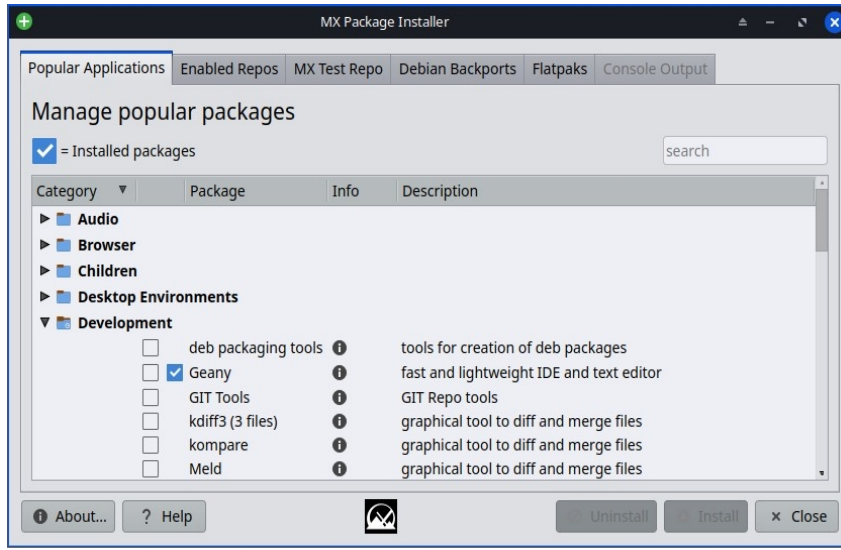 MX Package Installer
Popular Applications Enabled Repos MX Test Repo Debian Backports Flatpaks Console Output
Manage popular packages
= Installed packages search
Category Package Info Description
Audio
Browser
Children
Desktop Environments
Development
deb packaging tools tools for creation of deb packages
Geany fast and lightweight IDE and text editor
GIT Tools GIT Repo tools
kdiff3 (3 files) graphical tool to diff and merge files
kompare graphical tool to diff and merge files
Meld graphical tool to diff and merge files
About... ? Help Uninstall Install Close